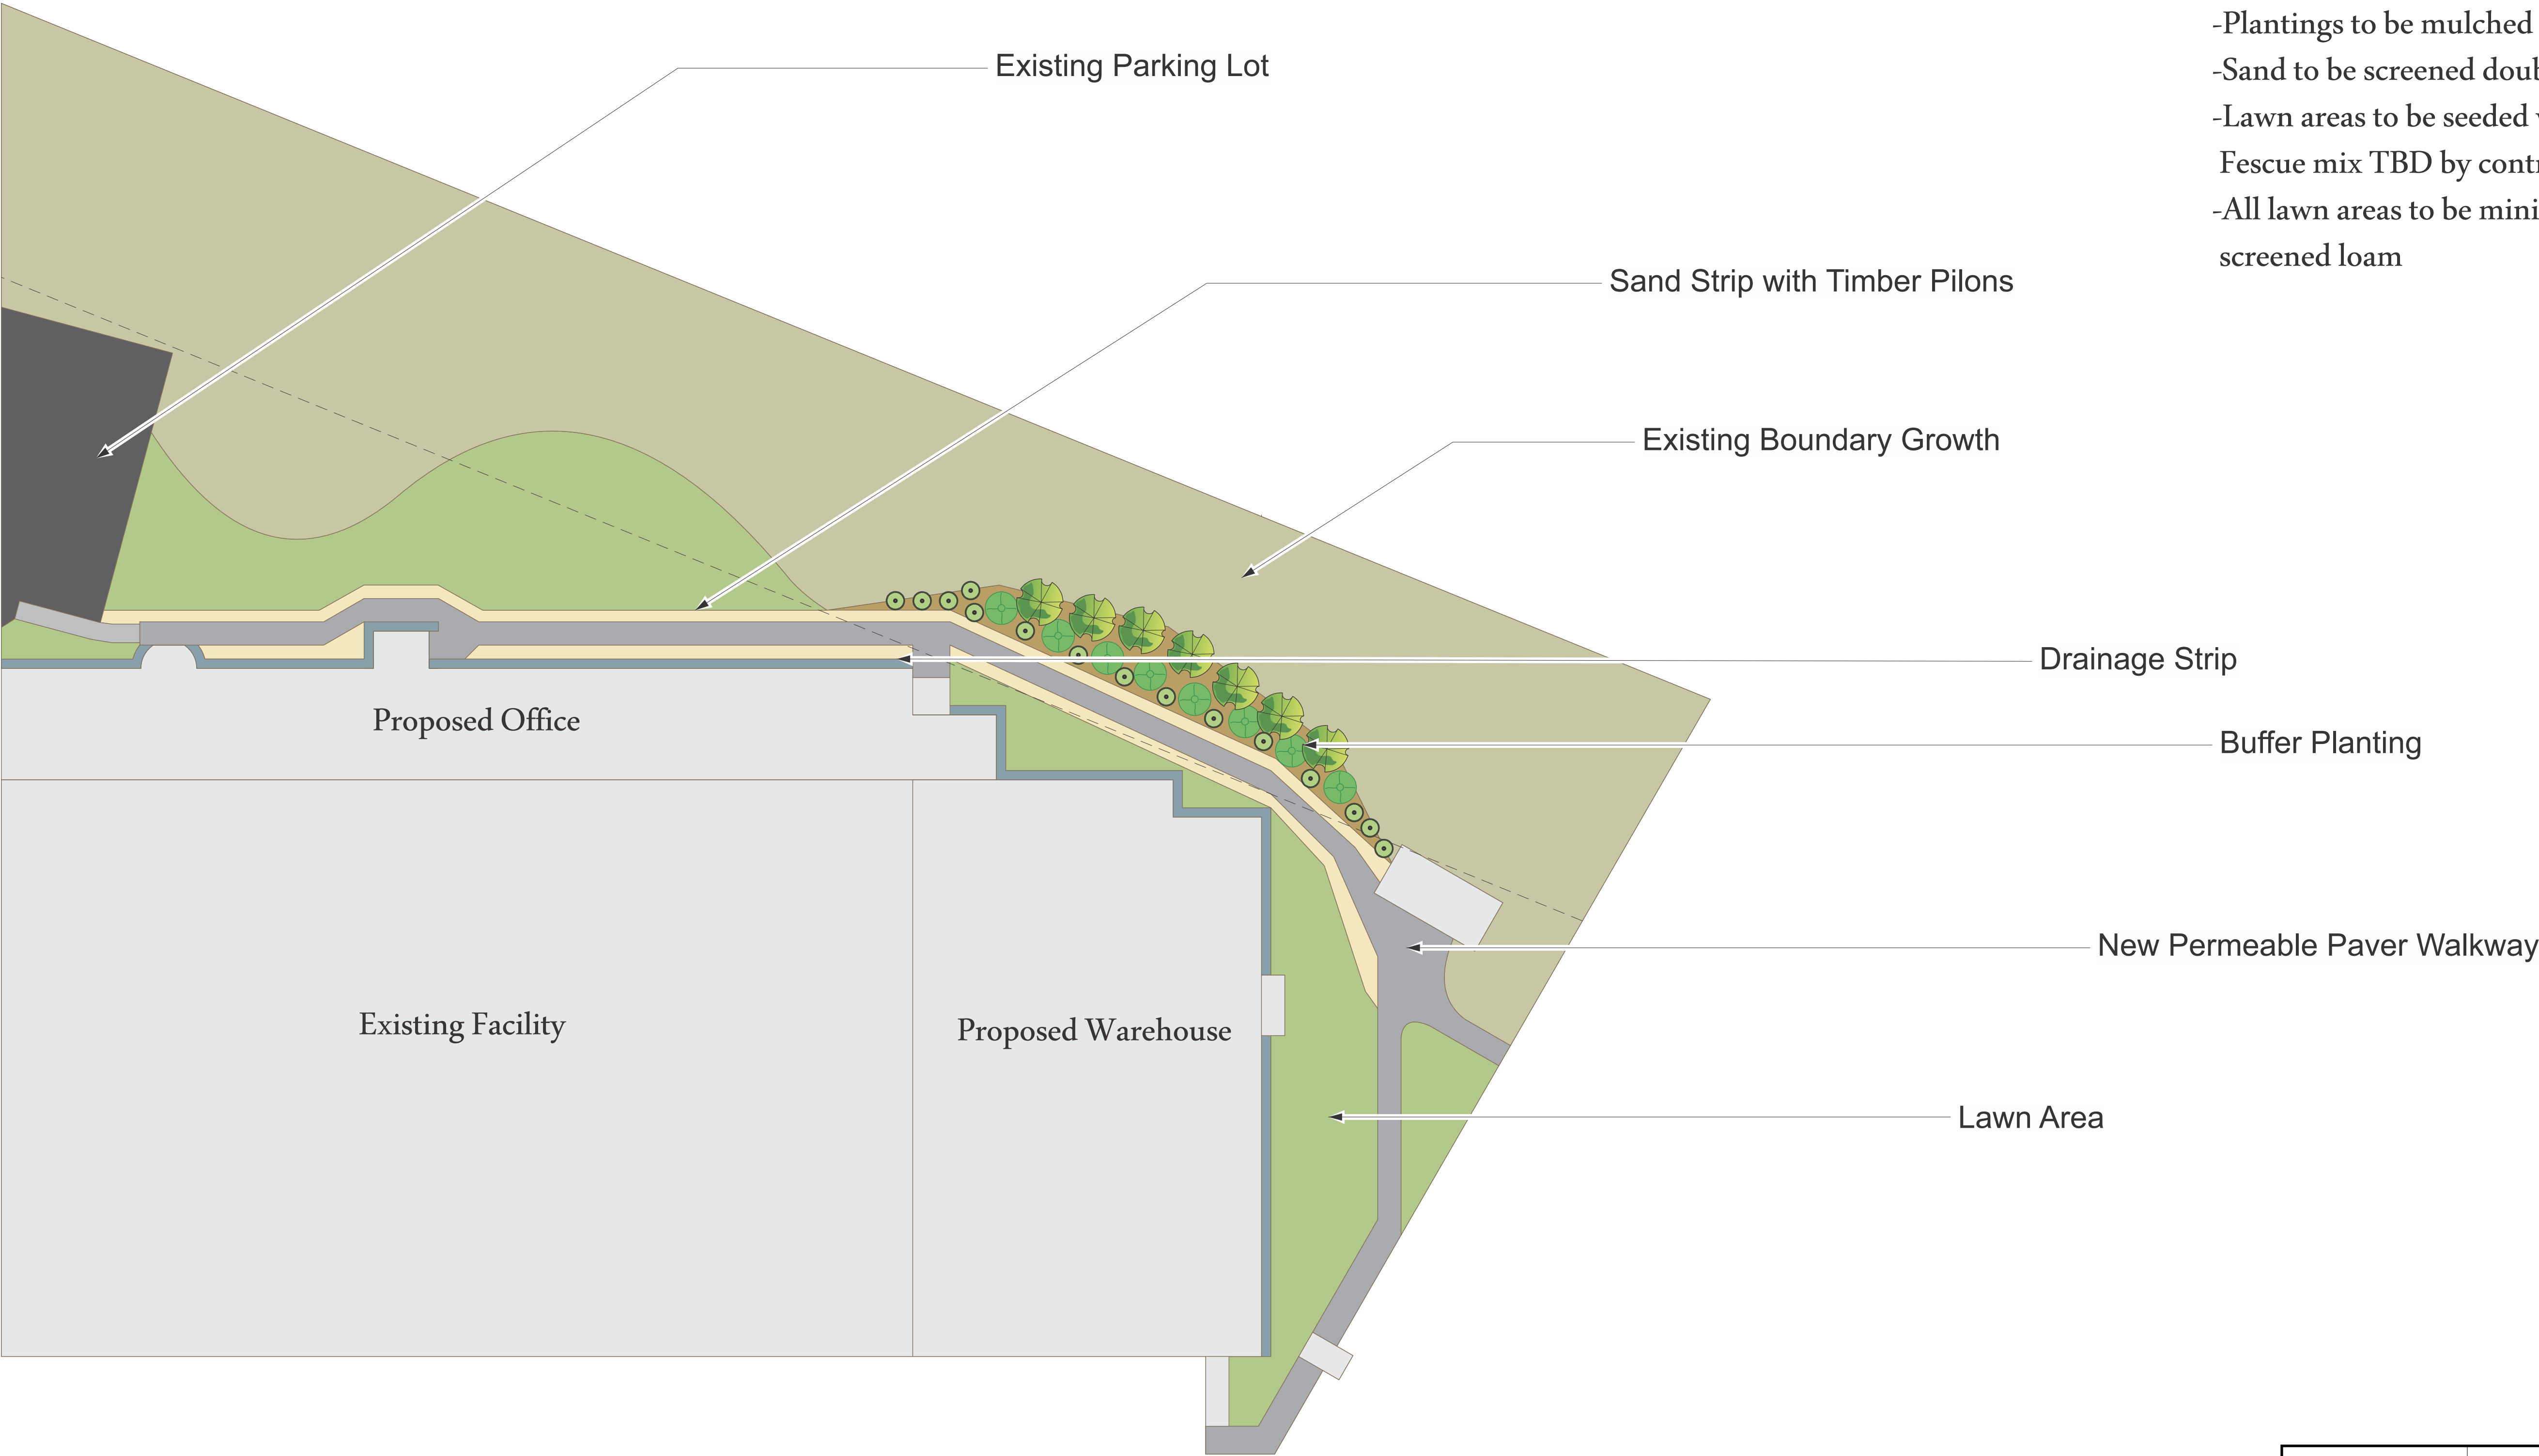 -Plantings to be mulched
-Sand to be screened
-Lawn areas to be seeded
Fescue mix TBD by
-All lawn areas to be
screened loam
Existing Parking Lot
Sand Strip with Timber Pilons
Existing Boundary Growth
Drainage Strip
Proposed Office
Buffer Planting
New Permeable Paver Walkway
Existing Facility
Proposed Warehouse
Lawn Area